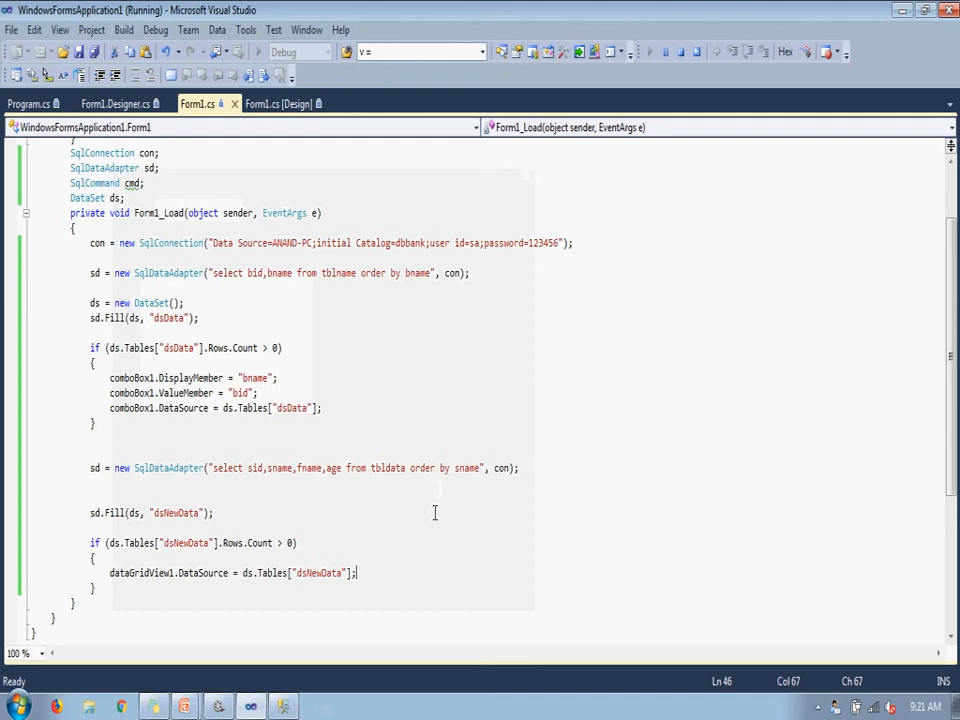 WindowsFormsApplication1 (Running) - Microsoft Visual Studio
File Edit View Project Build Debug Team Data Tools Test Window Help
Debug v = Hex
Program.cs Form1.Designer.cs Form1.cs Form1.cs [Design]
WindowsFormsApplication1.Form1 Form1_Load(object sender, EventArgs e)
{
SqlConnection con;
SqlDataAdapter sd;
SqlCommand cmd;
DataSet ds;
private void Form1_Load(object sender, EventArgs e)
{
con = new SqlConnection("Data Source=ANAND-PC;initial Catalog=dbbank;user id=sa;password=123456");
sd = new SqlDataAdapter("select bid,bname from tblname order by bname", con);
ds = new DataSet();
sd.Fill(ds, "dsData");
if (ds.Tables["dsData"].Rows.Count > 0)
{
comboBox1.DisplayMember = "bname";
comboBox1.ValueMember = "bid";
comboBox1.DataSource = ds.Tables["dsData"];
}
sd = new SqlDataAdapter("select sid,sname,fname,age from tbldata order by sname", con);
sd.Fill(ds, "dsNewData");
if (ds.Tables["dsNewData"].Rows.Count > 0)
{
dataGridView1.DataSource = ds.Tables["dsNewData"];
}
}
}
}
100 %
Ready Ln 46 Col 67 Ch 67 INS
9:21 AM